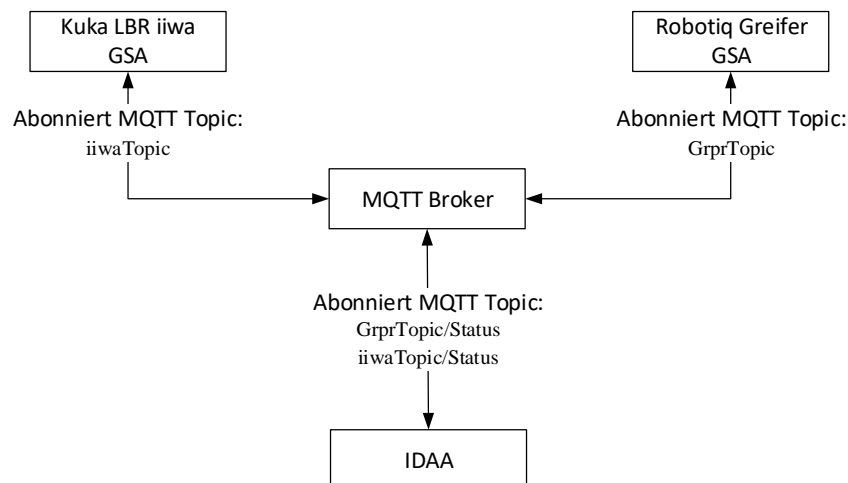 Kuka LBR iiwa
GSA
Robotiq Greifer
GSA
Abonniert MQTT Topic:
iiwaTopic
Abonniert MQTT Topic:
GrprTopic
MQTT Broker
Abonniert MQTT Topic:
GrprTopic/Status
iiwaTopic/Status
IDAA